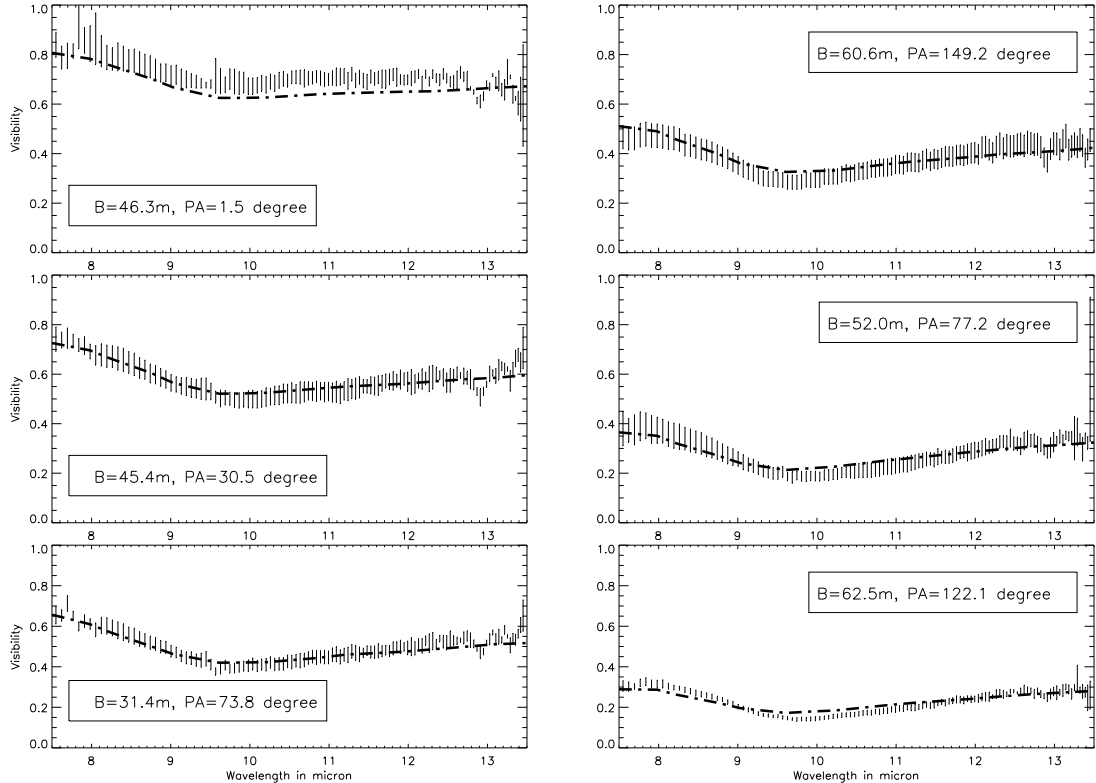 1.0
0.8
0.6
0.4
0.2
0.0
Visibility
B=46.3m, PA=1.5 degree
8 9 10 11 12 13
1.0
0.8
0.6
0.4
0.2
0.0
B=60.6m, PA=149.2 degree
8 9 10 11 12 13
1.0
0.8
0.6
0.4
0.2
0.0
Visibility
B=45.4m, PA=30.5 degree
8 9 10 11 12 13
1.0
0.8
0.6
0.4
0.2
0.0
B=52.0m, PA=77.2 degree
8 9 10 11 12 13
1.0
0.8
0.6
0.4
0.2
0.0
Visibility
B=31.4m, PA=73.8 degree
8 9 10 11 12 13
Wavelength in micron
1.0
0.8
0.6
0.4
0.2
0.0
B=62.5m, PA=122.1 degree
8 9 10 11 12 13
Wavelength in micron